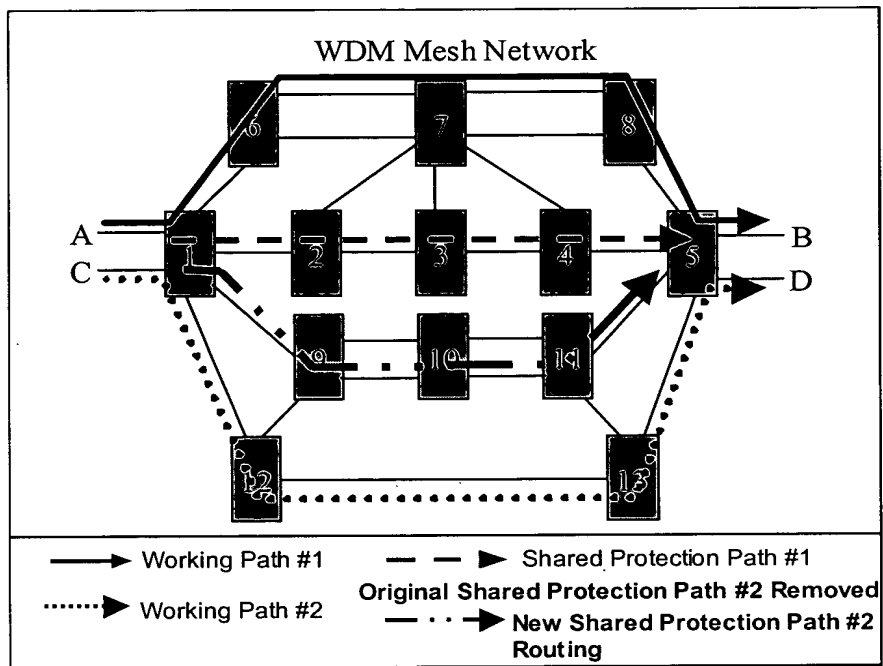 WDM Mesh Network
6 7 8
A 1 2 3 4 5 B
C D
9 10 11
12 13
Working Path #1
Shared Protection Path #1
Original Shared Protection Path #2 Removed
Working Path #2
New Shared Protection Path #2
Routing